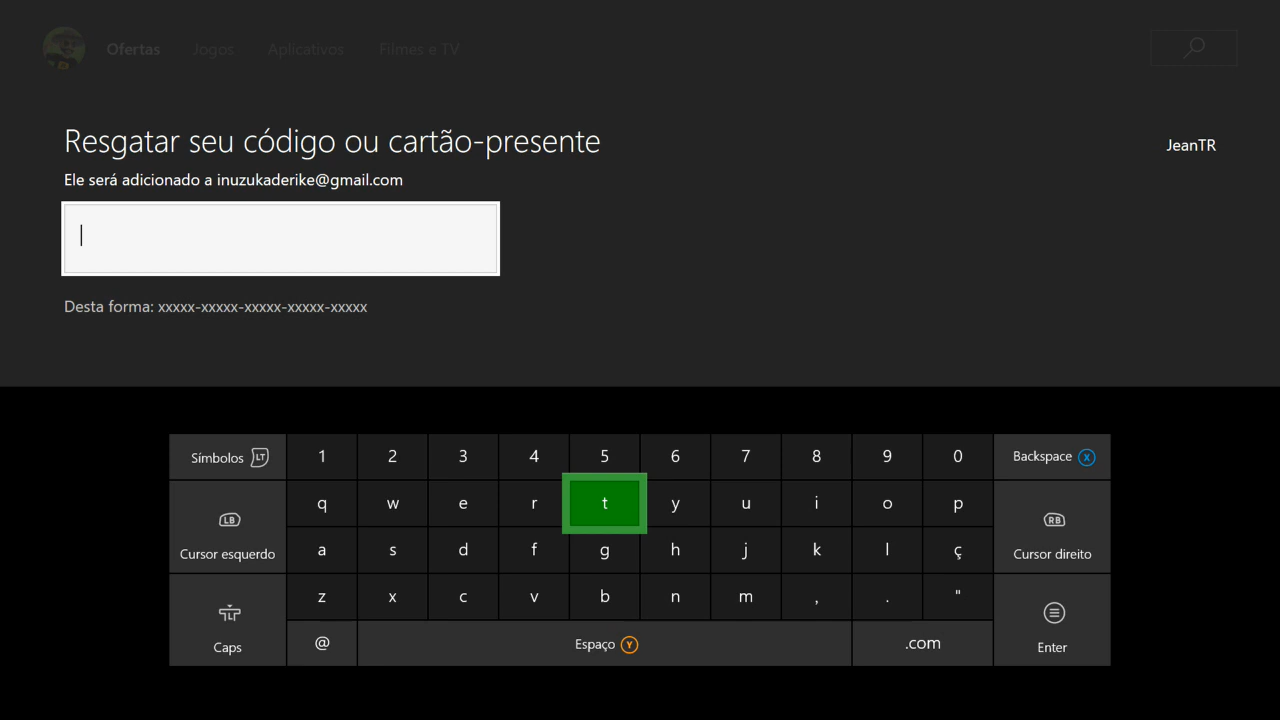 Ofertas Jogos Aplicativos Filmes e TV
Resgatar seu código ou cartão-presente
JeanTR
Ele será adicionado a inuzukaderike@gmail.com
Desta forma: xxxxx-xxxxx-xxxxx-xxxxx-xxxxx
Símbolos LT 1 2 3 4 5 6 7 8 9 0 Backspace X
q w e r t y u i o p
LB RB
Cursor esquerdo a s d f g h j k l ç Cursor direito
z x c v b n m , . "
Caps @ Espaço Y .com Enter